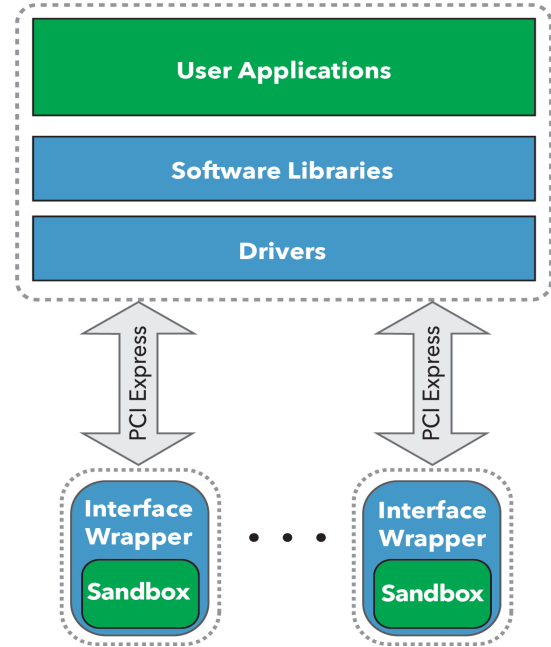 User Applications
Software Libraries
Drivers
PCI Express
PCI Express
Interface
Wrapper
Sandbox
Interface
Wrapper
Sandbox